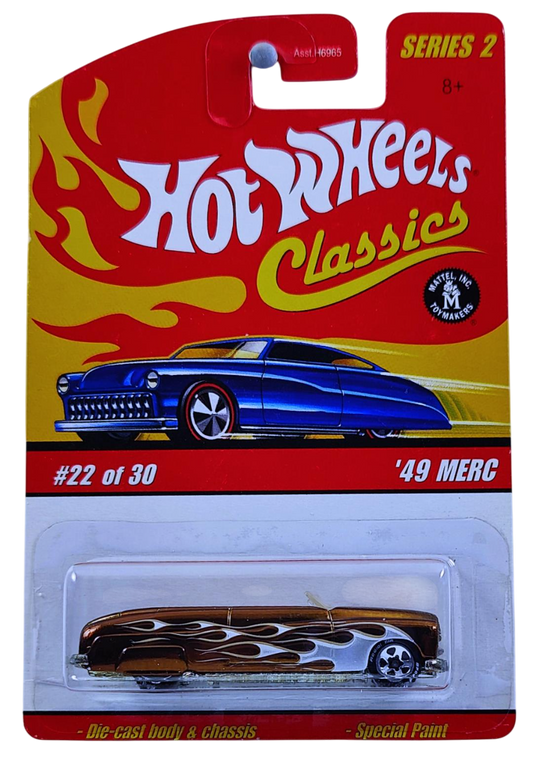 Asst.H6965
SERIES 2
8+
HOT WHEELS
Classics
MATTEL, INC.
M
TOYMAKERS
#22 of 30
'49 MERC
- Die-cast body & chassis
- Special Paint